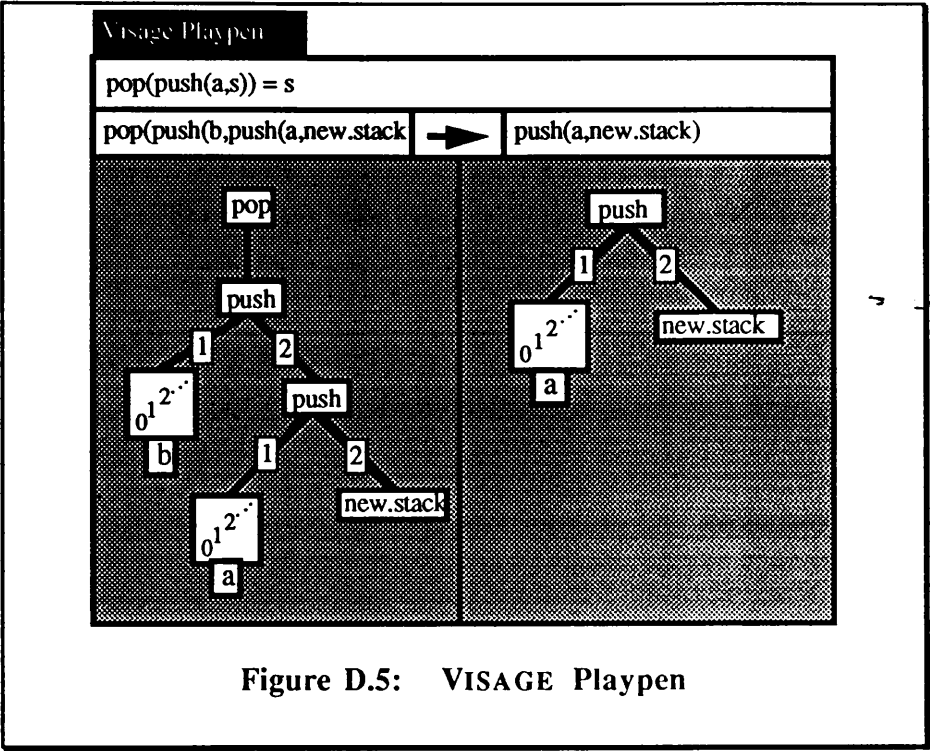 Visage Playpen
pop(push(a,s)) = s
pop(push(b,push(a,new.stack
push(a,new.stack)
pop
push
1
2
0 1 2...
b
push
1
2
0 1 2...
a
new.stack
push
1
2
0 1 2...
a
new.stack
Figure D.5: VISAGE Playpen